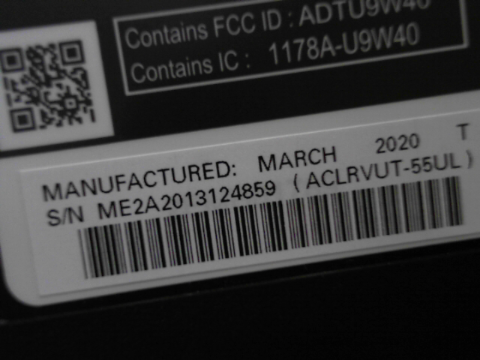 Contains FCC ID : ADTU9W40
Contains IC : 1178A-U9W40
MANUFACTURED: MARCH 2020 T
S/N ME2A2013124859 (ACLRVUT-55UL)